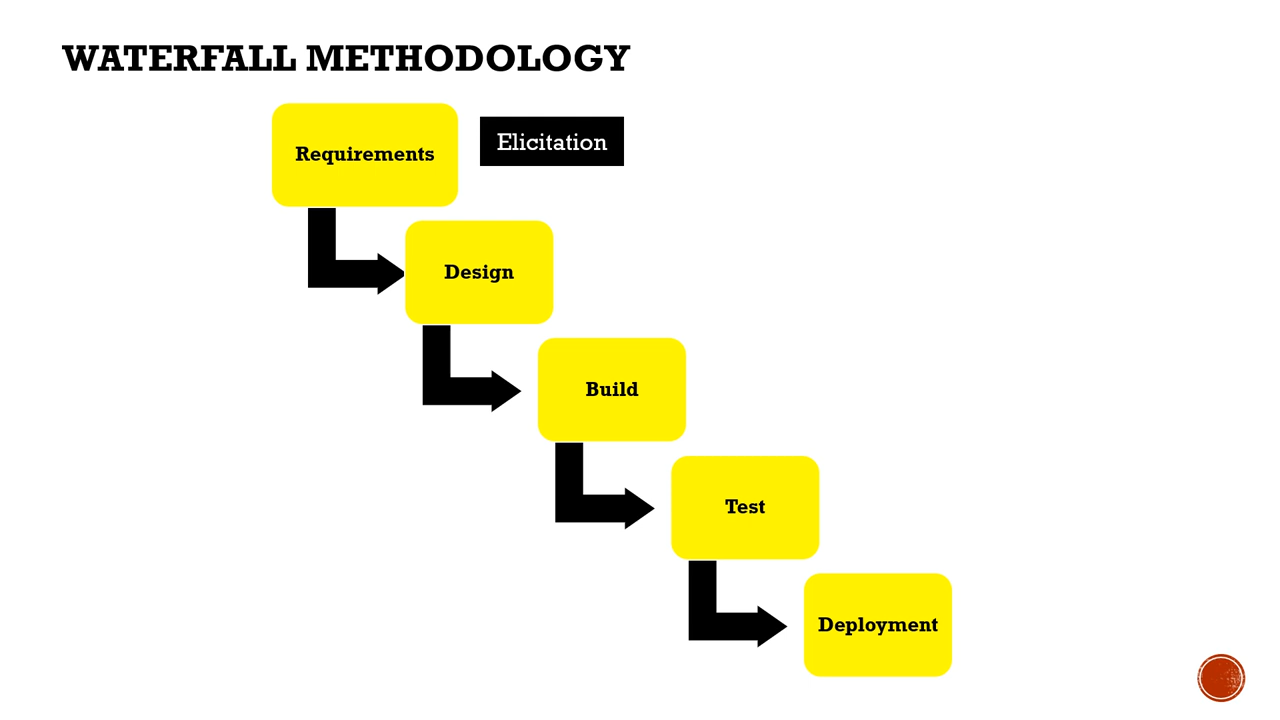 WATERFALL METHODOLOGY
Requirements
Elicitation
Design
Build
Test
Deployment